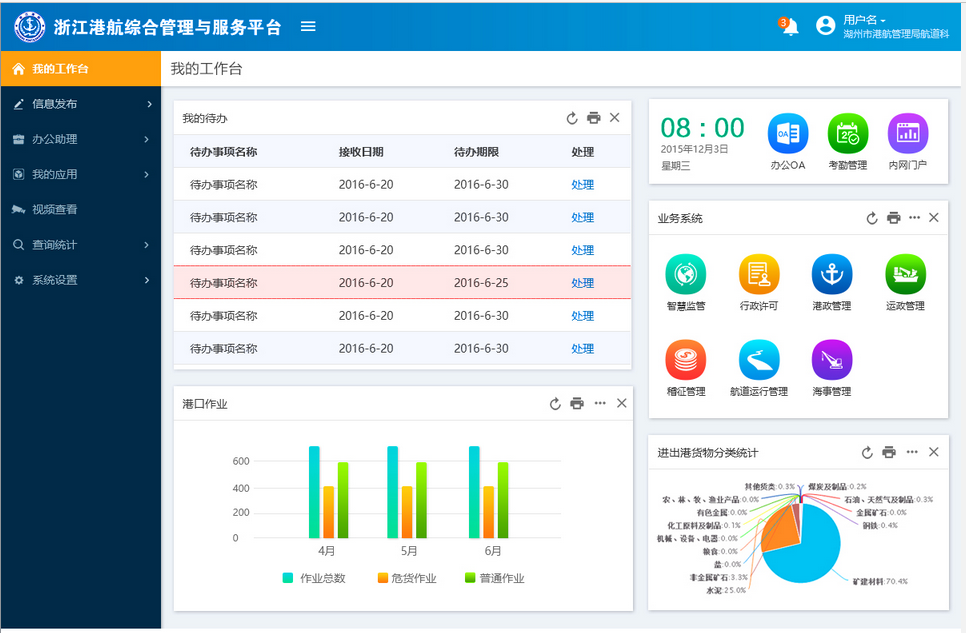 浙江港航综合管理与服务平台
3
用户名
湖州市港航管理局航道科
我的工作台
信息发布
办公助理
我的应用
视频查看
查询统计
系统设置
我的工作台
我的待办
待办事项名称 接收日期 待办期限 处理
待办事项名称 2016-6-20 2016-6-30 处理
待办事项名称 2016-6-20 2016-6-30 处理
待办事项名称 2016-6-20 2016-6-30 处理
待办事项名称 2016-6-20 2016-6-25 处理
待办事项名称 2016-6-20 2016-6-30 处理
待办事项名称 2016-6-20 2016-6-30 处理
港口作业
600
400
200
0
4月 5月 6月
作业总数 危货作业 普通作业
08 : 00
2015年12月3日
星期三
OA
办公OA 考勤管理 内网门户
业务系统
智慧监管 行政许可 港政管理 运政管理
稽征管理 航道运行管理 海事管理
进出港货物分类统计
其他货类:0.3% 煤炭及制品:0.2%
农、林、牧、渔业产品:0.0% 石油、天然气及制品:0.3%
有色金属:0.0% 金属矿石:0.0%
化工原料及制品:0.1% 钢铁:0.4%
机械、设备、电器:0.0%
粮食:0.0%
盐:0.0%
非金属矿石:3.3%
水泥:25.0%
矿建材料:70.4%